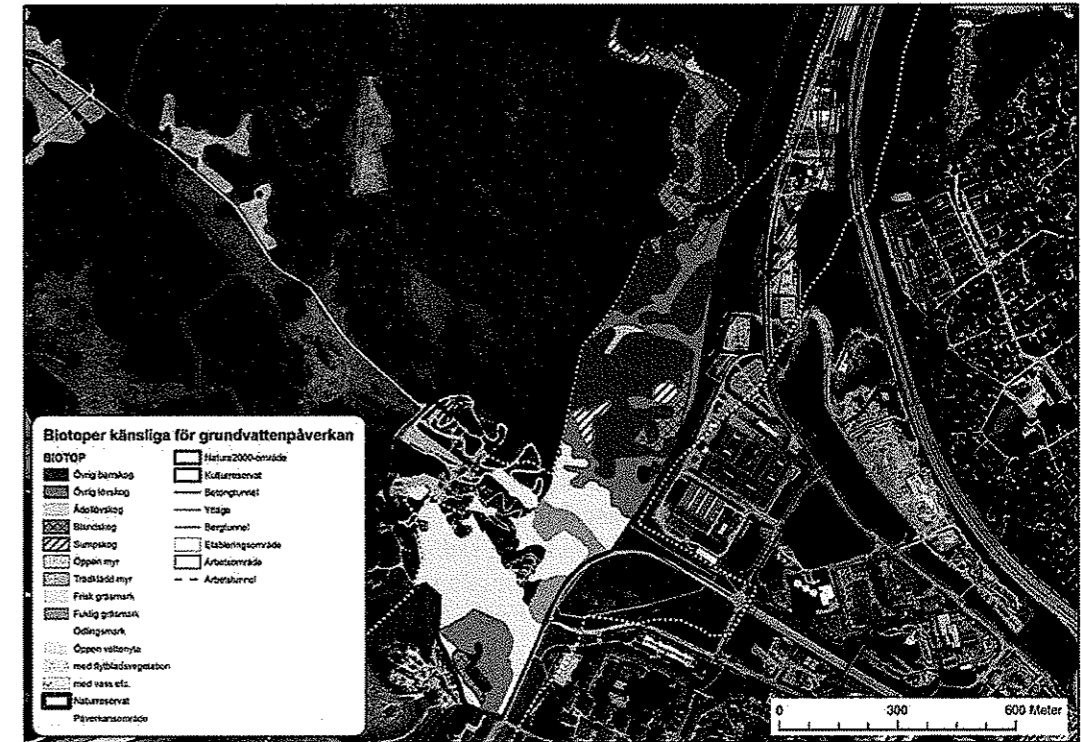 Biotoper känsliga för grundvattenpåverkan
BIOTOP
Övrig barrskog
Övrig lövskog
Ädellövskog
Blandskog
Sumpskog
Öppen myr
Trädklädd myr
Frisk gräsmark
Fuktig gräsmark
Odlingsmark
Öppen vattenyta
med flytbladsvegetation
med vass etc.
Naturreservat
Påverkansområde
Natura2000-område
Kulturreservat
Betongtunnel
Ytläge
Bergtunnel
Etableringsområde
Arbetsområde
Arbetstunnel
0 300 600 Meter